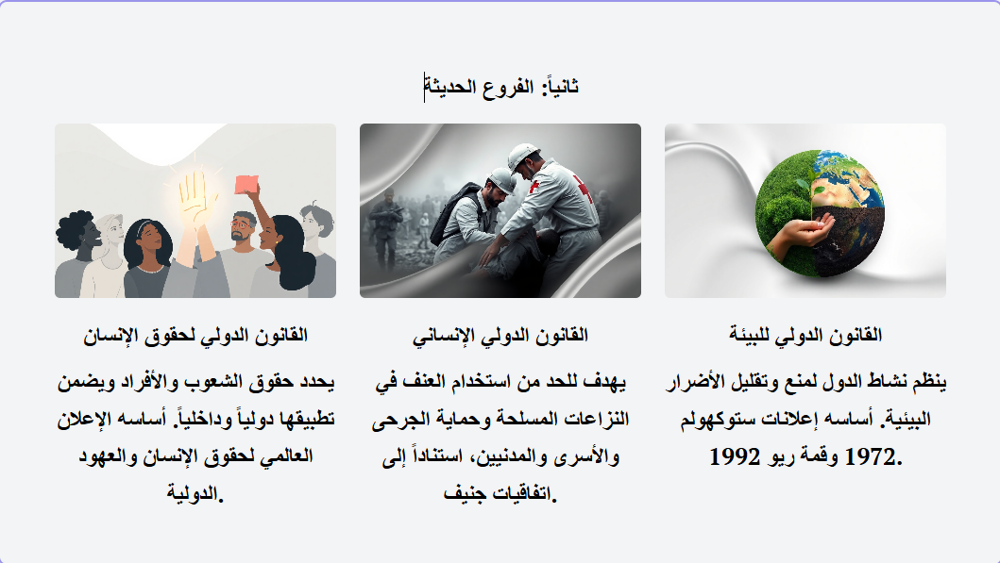 ثانياً: الفروع الحديثة
القانون الدولي للبيئة
ينظم نشاط الدول لمنع وتقليل الأضرار
البيئية. أساسه إعلانات ستوكهولم
1972 وقمة ريو 1992.
القانون الدولي الإنساني
يهدف للحد من استخدام العنف في
النزاعات المسلحة وحماية الجرحى
والأسرى والمدنيين، استناداً إلى
اتفاقيات جنيف.
القانون الدولي لحقوق الإنسان
يحدد حقوق الشعوب والأفراد ويضمن
تطبيقها دولياً وداخلياً. أساسه الإعلان
العالمي لحقوق الإنسان والعهود
الدولية.